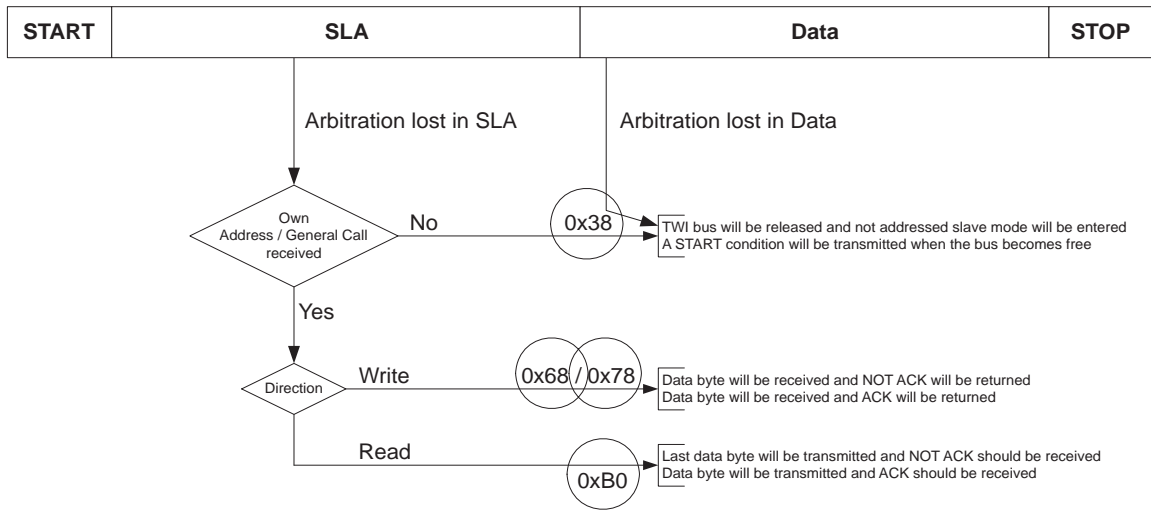 START SLA Data STOP
Arbitration lost in SLA Arbitration lost in Data
Own
Address / General Call
received
No
0x38
TWI bus will be released and not addressed slave mode will be entered
A START condition will be transmitted when the bus becomes free
Yes
Direction
Write
0x68 / 0x78
Data byte will be received and NOT ACK will be returned
Data byte will be received and ACK will be returned
Read
0xB0
Last data byte will be transmitted and NOT ACK should be received
Data byte will be transmitted and ACK should be received